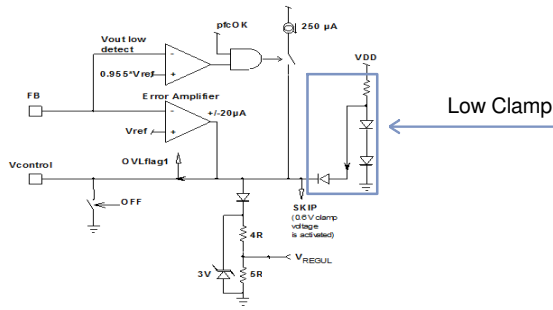 pfcOK
250 µA
Vout low
detect
VDD
0.955*Vref
Low Clamp
FB
Error Amplifier
+/-20µA
Vref
Vcontrol
OVLflag1
OFF
SKIP
(0.6 V clamp
voltage
is activated)
4R
VREGUL
3V
5R